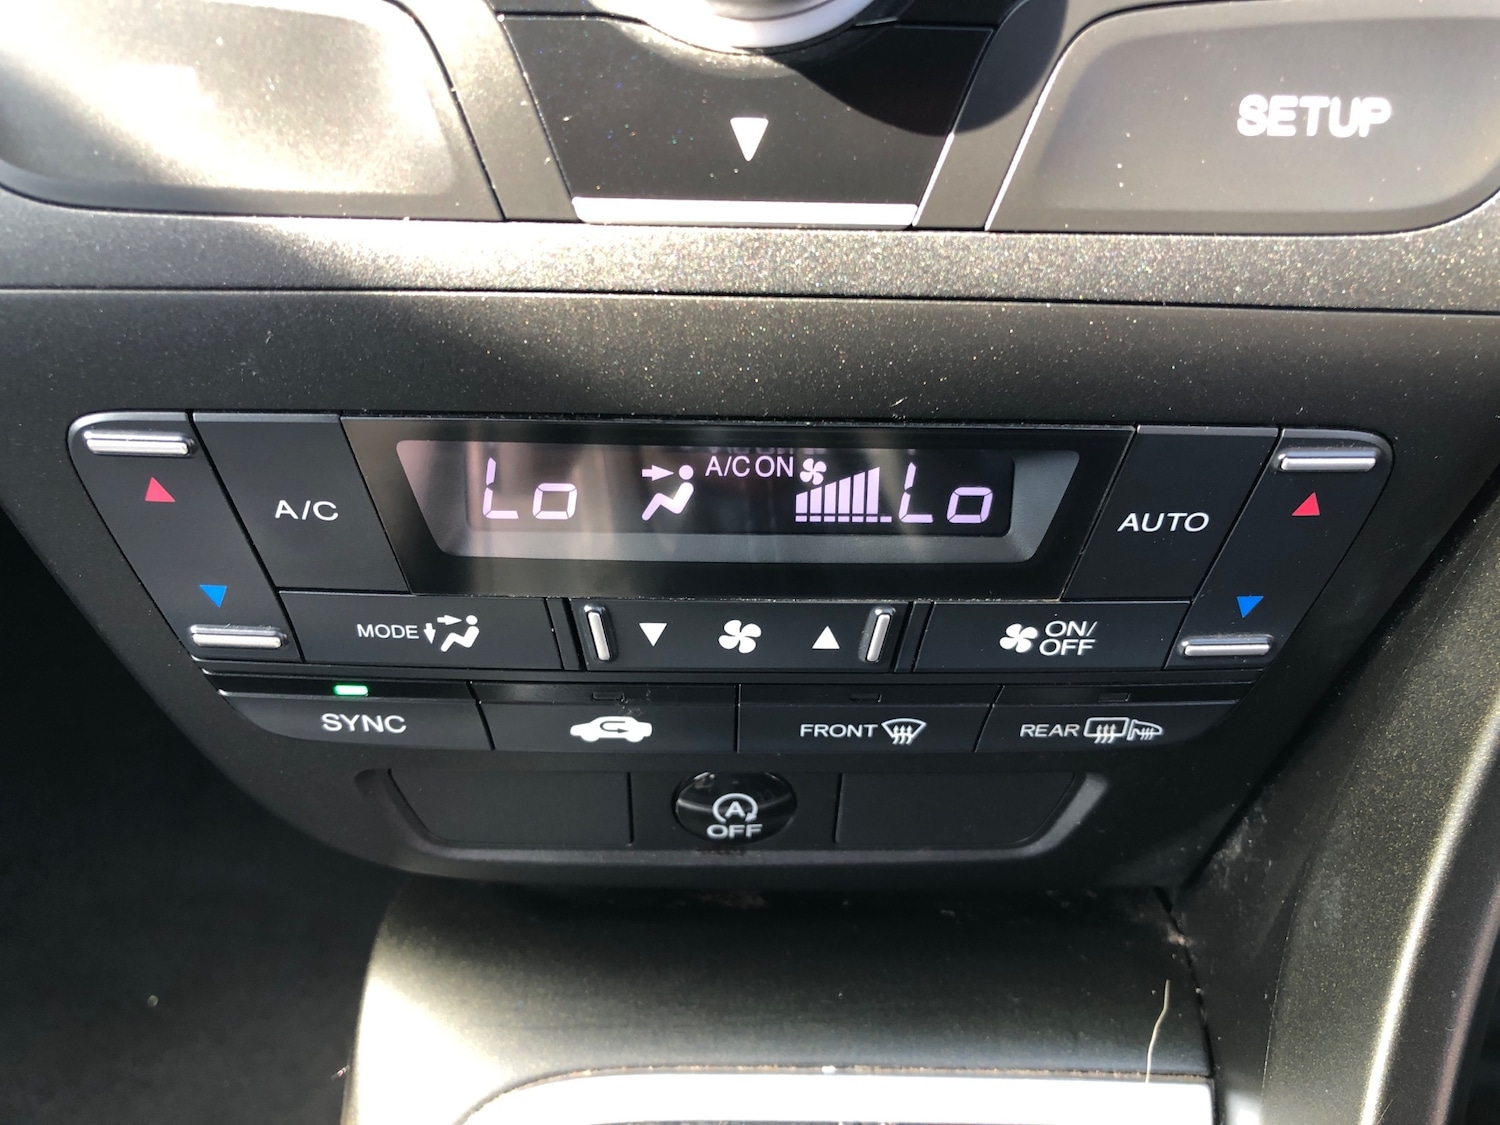 SETUP
A/C
Lo
A/C ON
Lo
AUTO
MODE
ON/
OFF
SYNC
FRONT
REAR
A
OFF